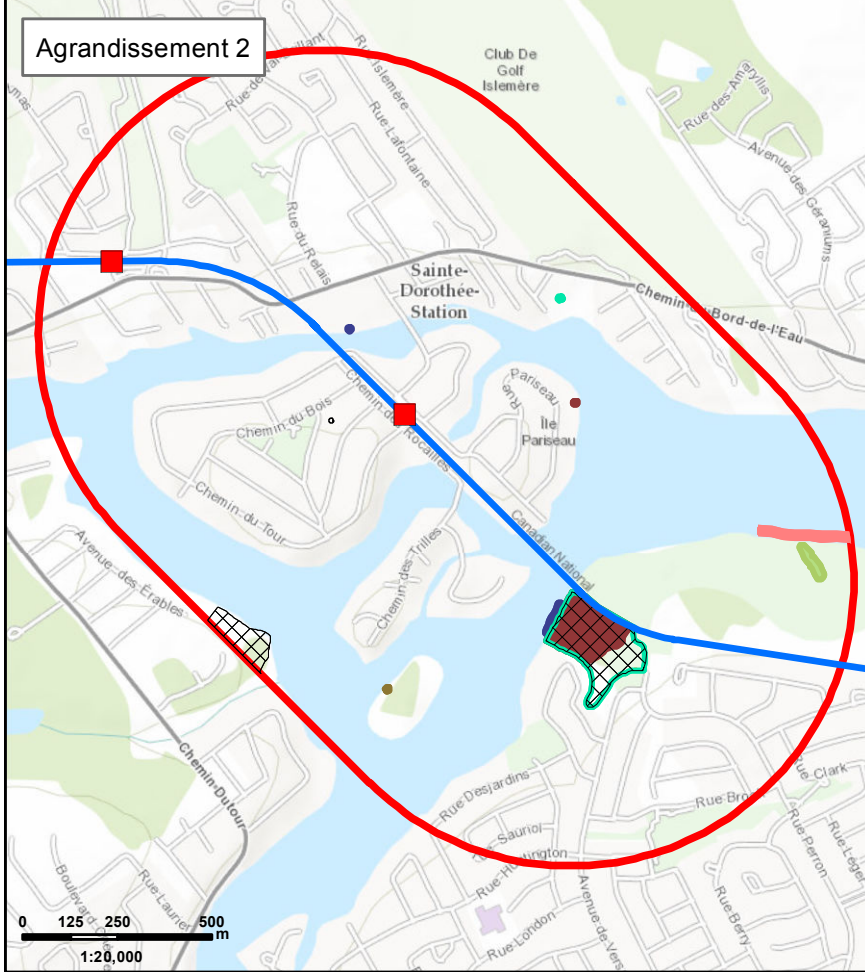 Agrandissement 2
Club De
Golf
Islemère
Rue Islemère
Rue Lafontaine
Rue des Amaryllis
Avenue des Géraniums
Rue du Relais
Sainte-
Dorothée-
Station
Chemin du Bord-de-l'Eau
Rue
Pariseau
Île
Pariseau
Chemin du Bois
Chemin des Rocailles
Chemin du Tour
Canadian National
Avenue des Érables
Chemin des Trilles
Chemin Dutour
Rue Desjardins
Rue Clark
Rue Sauriol
Rue Huntington
Rue Perron
Rue London
Rue Berry
Rue Laurier
0 125 250 500
m
1:20,000